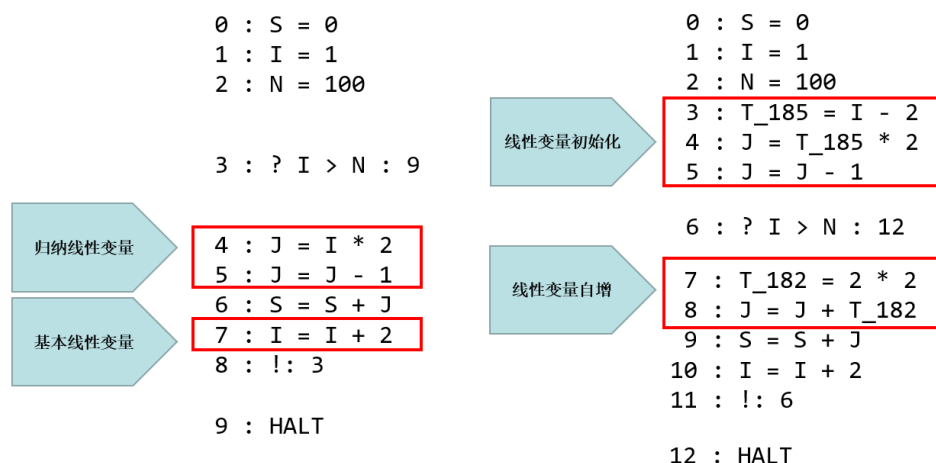 0 : S = 0
1 : I = 1
2 : N = 100
3 : ? I > N : 9
归纳线性变量
4 : J = I * 2
5 : J = J - 1
6 : S = S + J
基本线性变量
7 : I = I + 2
8 : !: 3
9 : HALT
0 : S = 0
1 : I = 1
2 : N = 100
线性变量初始化
3 : T_185 = I - 2
4 : J = T_185 * 2
5 : J = J - 1
6 : ? I > N : 12
线性变量自增
7 : T_182 = 2 * 2
8 : J = J + T_182
9 : S = S + J
10 : I = I + 2
11 : !: 6
12 : HALT